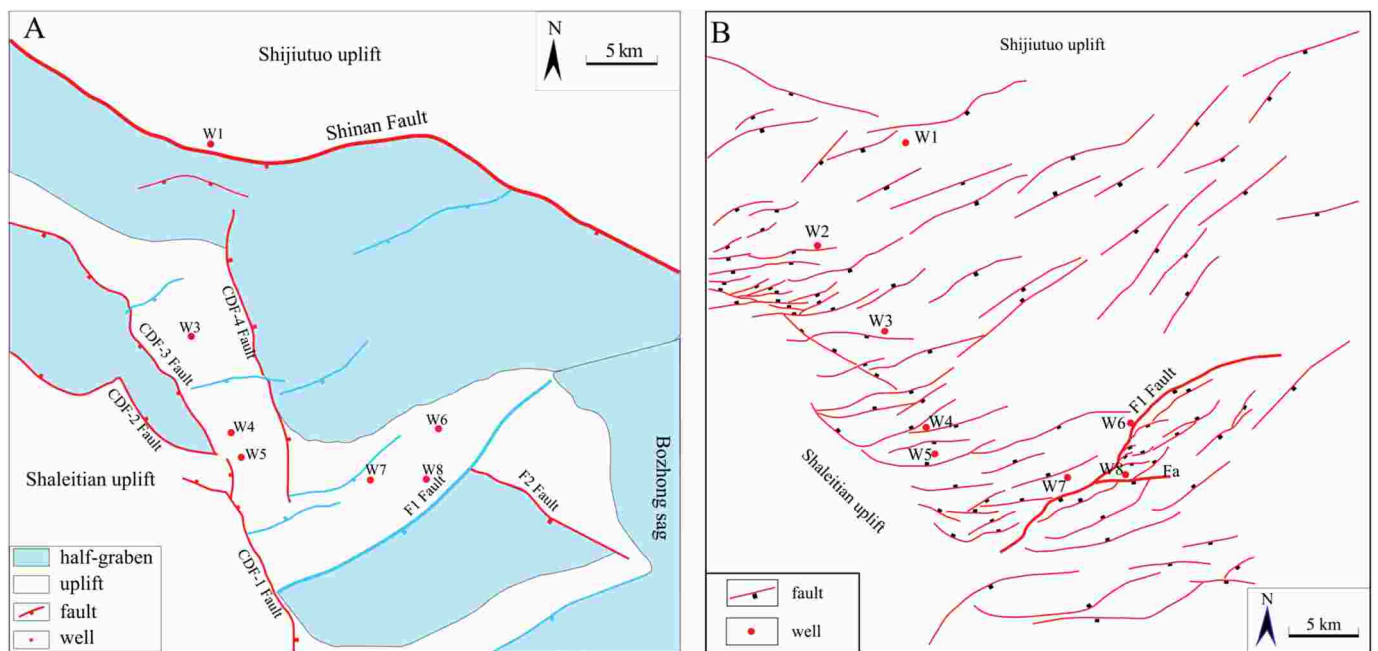 A
Shijiutuo uplift
N
5 km
W1
Shinan Fault
CDF-4 Fault
W3
CDF-3 Fault
CDF-2 Fault
W4
W5
W6
Shaleitian uplift
W7
W8
F1 Fault
F2 Fault
Bozhong sag
CDF-1 Fault
half-graben
uplift
fault
well
B
Shijiutuo uplift
W1
W2
W3
F1 Fault
W4
W6
W5
Shaleitian uplift
W7
W8
Fa
fault
well
N
5 km